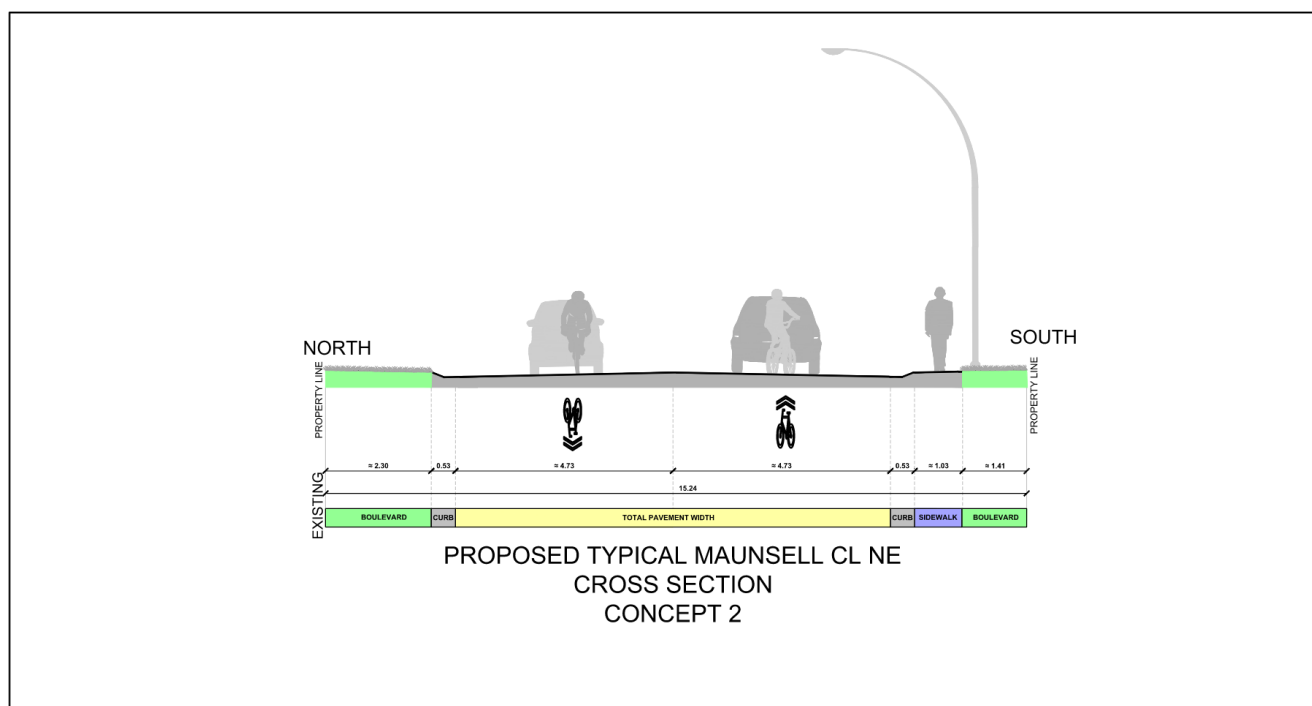 NORTH
SOUTH
PROPERTY LINE
PROPERTY LINE
≈ 2.30
0.53
≈ 4.73
≈ 4.73
0.53
≈ 1.03
≈ 1.41
15.24
EXISTING
BOULEVARD
CURB
TOTAL PAVEMENT WIDTH
CURB
SIDEWALK
BOULEVARD
PROPOSED TYPICAL MAUNSELL CL NE
CROSS SECTION
CONCEPT 2